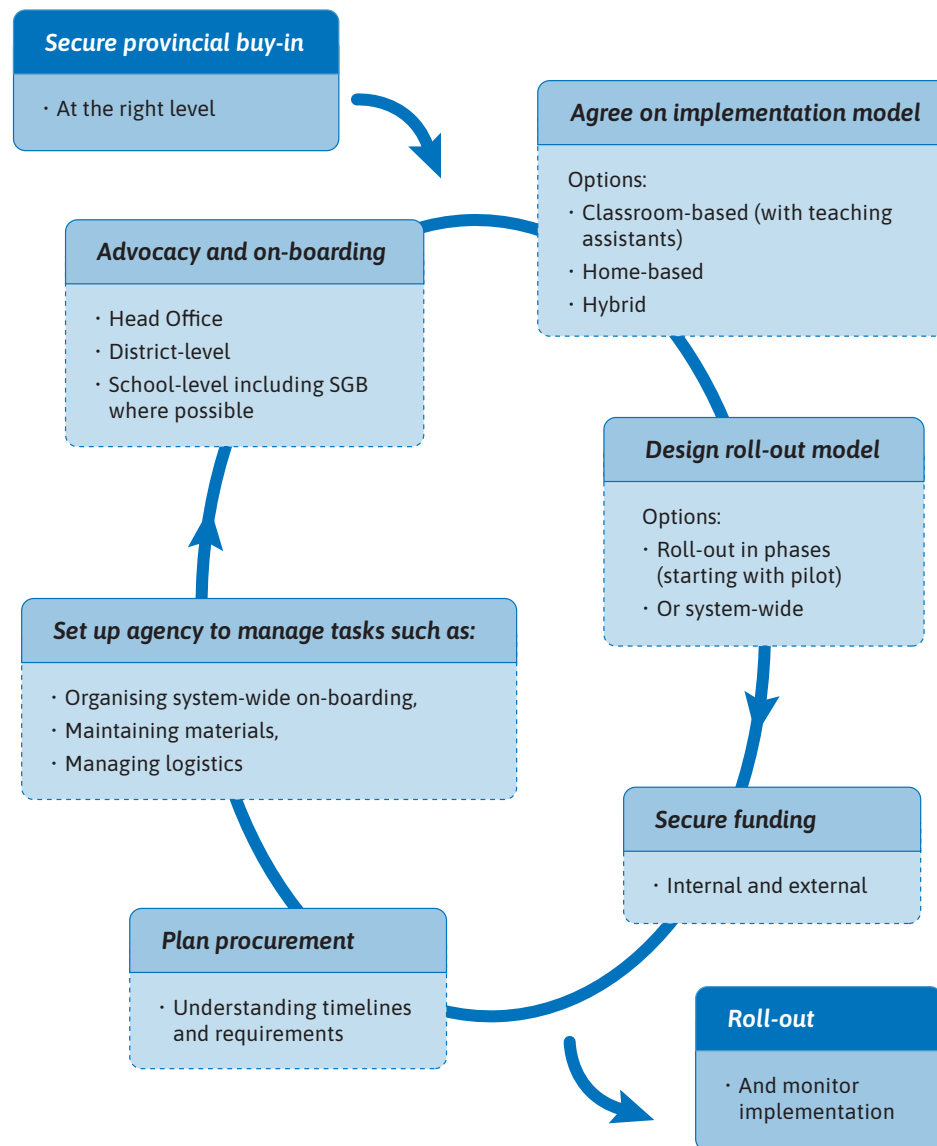 Secure provincial buy-in
· At the right level
Agree on implementation model
Options:
· Classroom-based (with teaching
assistants)
· Home-based
· Hybrid
Advocacy and on-boarding
· Head Office
· District-level
· School-level including SGB
where possible
Design roll-out model
Options:
· Roll-out in phases
(starting with pilot)
· Or system-wide
Set up agency to manage tasks such as:
· Organising system-wide on-boarding,
· Maintaining materials,
· Managing logistics
Secure funding
· Internal and external
Plan procurement
· Understanding timelines
and requirements
Roll-out
· And monitor
implementation